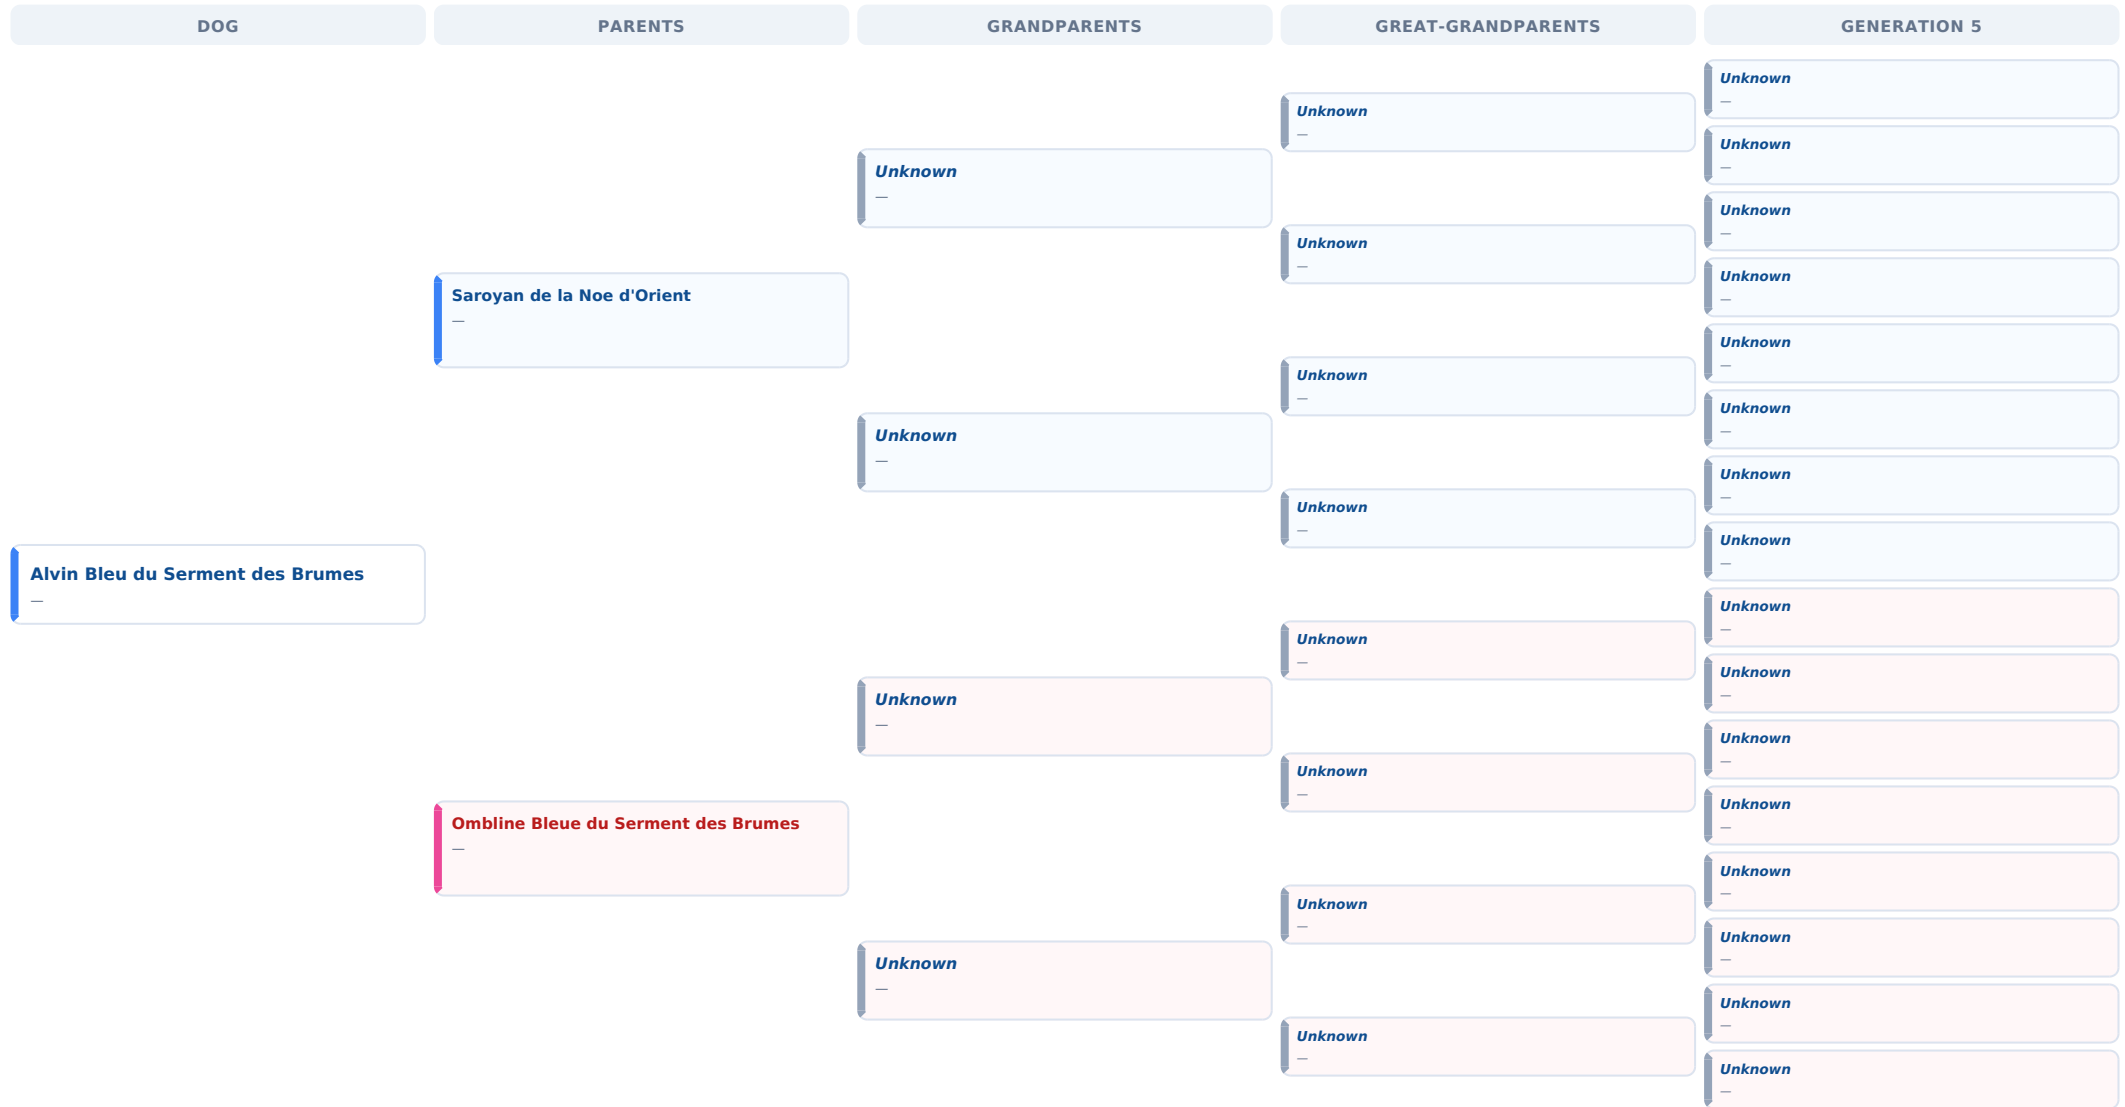 DOG
PARENTS
GRANDPARENTS
GREAT-GRANDPARENTS
GENERATION 5
Alvin Bleu du Serment des Brumes
—
Saroyan de la Noe d'Orient
—
Ombline Bleue du Serment des Brumes
—
Unknown
—
Unknown
—
Unknown
—
Unknown
—
Unknown
—
Unknown
—
Unknown
—
Unknown
—
Unknown
—
Unknown
—
Unknown
—
Unknown
—
Unknown
—
Unknown
—
Unknown
—
Unknown
—
Unknown
—
Unknown
—
Unknown
—
Unknown
—
Unknown
—
Unknown
—
Unknown
—
Unknown
—
Unknown
—
Unknown
—
Unknown
—
Unknown
—